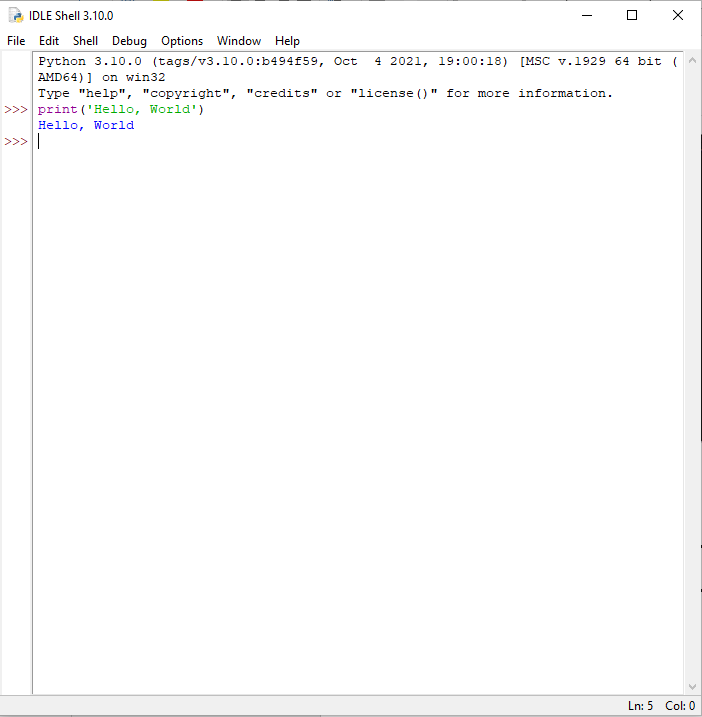 IDLE Shell 3.10.0
File Edit Shell Debug Options Window Help
Python 3.10.0 (tags/v3.10.0:b494f59, Oct  4 2021, 19:00:18) [MSC v.1929 64 bit (
AMD64)] on win32
Type "help", "copyright", "credits" or "license()" for more information.
>>> print('Hello, World')
Hello, World
>>>
Ln: 5 Col: 0